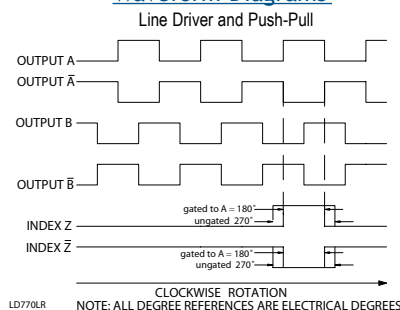 Waveform Diagrams
Line Driver and Push-Pull
OUTPUT A
OUTPUT A̅
OUTPUT B
OUTPUT B̅
gated to A = 180°
ungated 270°
INDEX Z
INDEX Z̅
gated to A = 180°
ungated 270°
CLOCKWISE ROTATION
LD770LR NOTE: ALL DEGREE REFERENCES ARE ELECTRICAL DEGREES